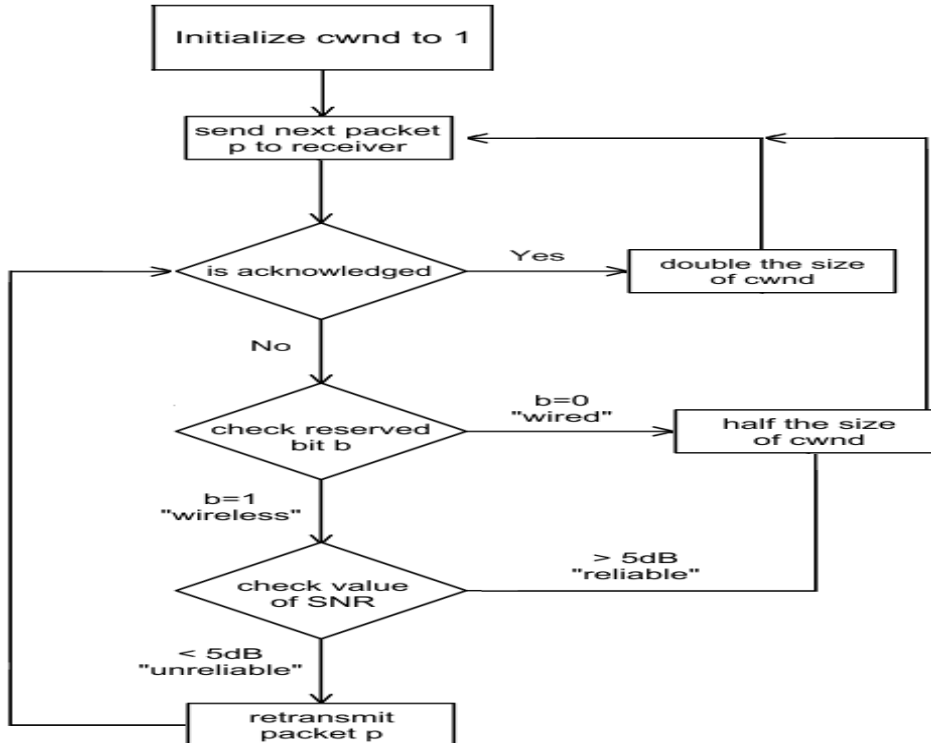 Initialize cwnd to 1
send next packet
p to receiver
is acknowledged
Yes
double the size
of cwnd
No
check reserved
bit b
b=0
"wired"
half the size
of cwnd
b=1
"wireless"
check value
of SNR
> 5dB
"reliable"
< 5dB
"unreliable"
retransmit
packet p